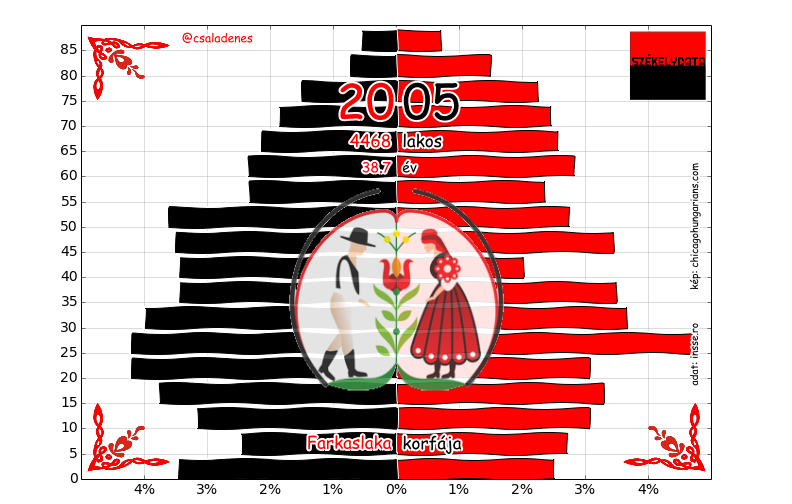 @csaladenes
SZÉKELYDATA
2005
4468 lakos
38.7 év
kép: chicagohungarians.com
adat: insse.ro
Farkaslaka korfája
85
80
75
70
65
60
55
50
45
40
35
30
25
20
15
10
5
0
4% 3% 2% 1% 0% 1% 2% 3% 4%